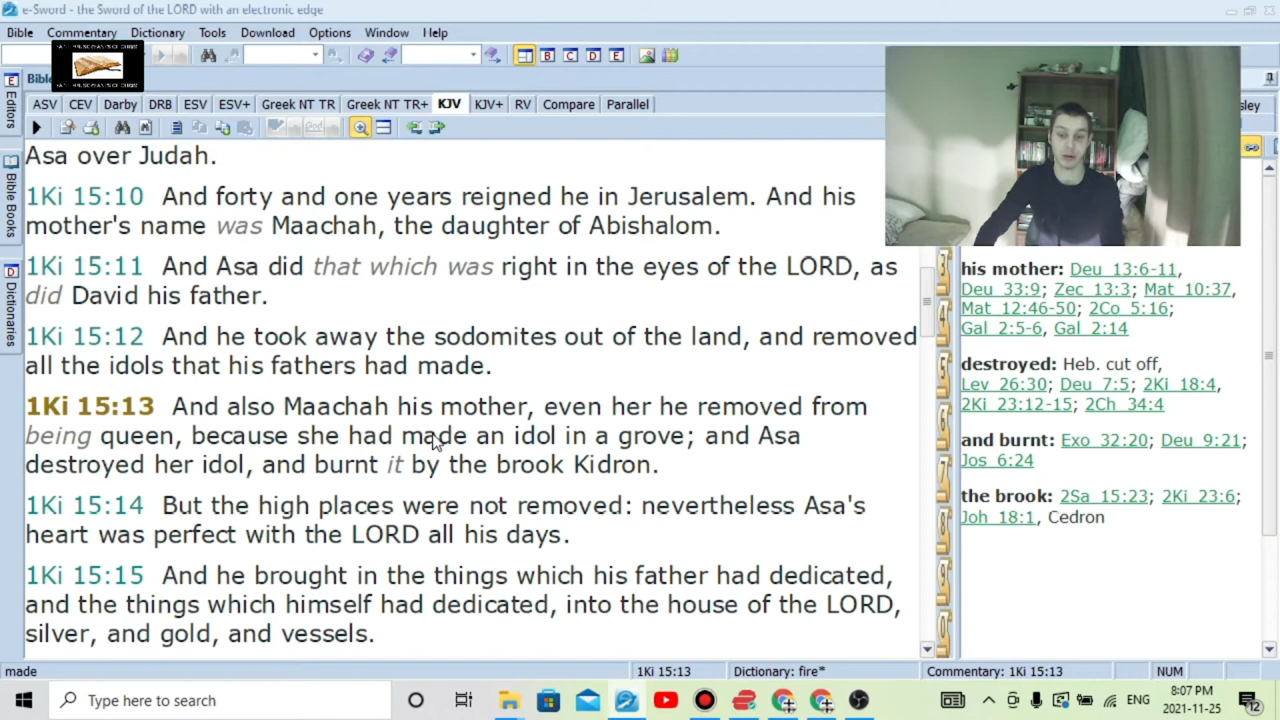 e-Sword - the Sword of the LORD with an electronic edge
Bible Commentary Dictionary Tools Download Options Window Help
ASV CEV Darby DRB ESV ESV+ Greek NT TR Greek NT TR+ KJV KJV+ RV Compare Parallel
Editors
Bible Books
Dictionaries
Asa over Judah.
1Ki 15:10 And forty and one years reigned he in Jerusalem. And his
mother's name was Maachah, the daughter of Abishalom.
1Ki 15:11 And Asa did that which was right in the eyes of the LORD, as
did David his father.
1Ki 15:12 And he took away the sodomites out of the land, and removed
all the idols that his fathers had made.
1Ki 15:13 And also Maachah his mother, even her he removed from
being queen, because she had made an idol in a grove; and Asa
destroyed her idol, and burnt it by the brook Kidron.
1Ki 15:14 But the high places were not removed: nevertheless Asa's
heart was perfect with the LORD all his days.
1Ki 15:15 And he brought in the things which his father had dedicated,
and the things which himself had dedicated, into the house of the LORD,
silver, and gold, and vessels.
his mother: Deu 13:6-11,
Deu 33:9; Zec 13:3; Mat 10:37,
Mat 12:46-50; 2Co 5:16;
Gal 2:5-6, Gal 2:14
destroyed: Heb. cut off,
Lev 26:30; Deu 7:5; 2Ki 18:4,
2Ki 23:12-15; 2Ch 34:4
and burnt: Exo 32:20; Deu 9:21;
Jos 6:24
the brook: 2Sa 15:23; 2Ki 23:6;
Joh 18:1, Cedron
made 1Ki 15:13 Dictionary: fire* Commentary: 1Ki 15:13 NUM
Type here to search
ENG
8:07 PM
2021-11-25
12